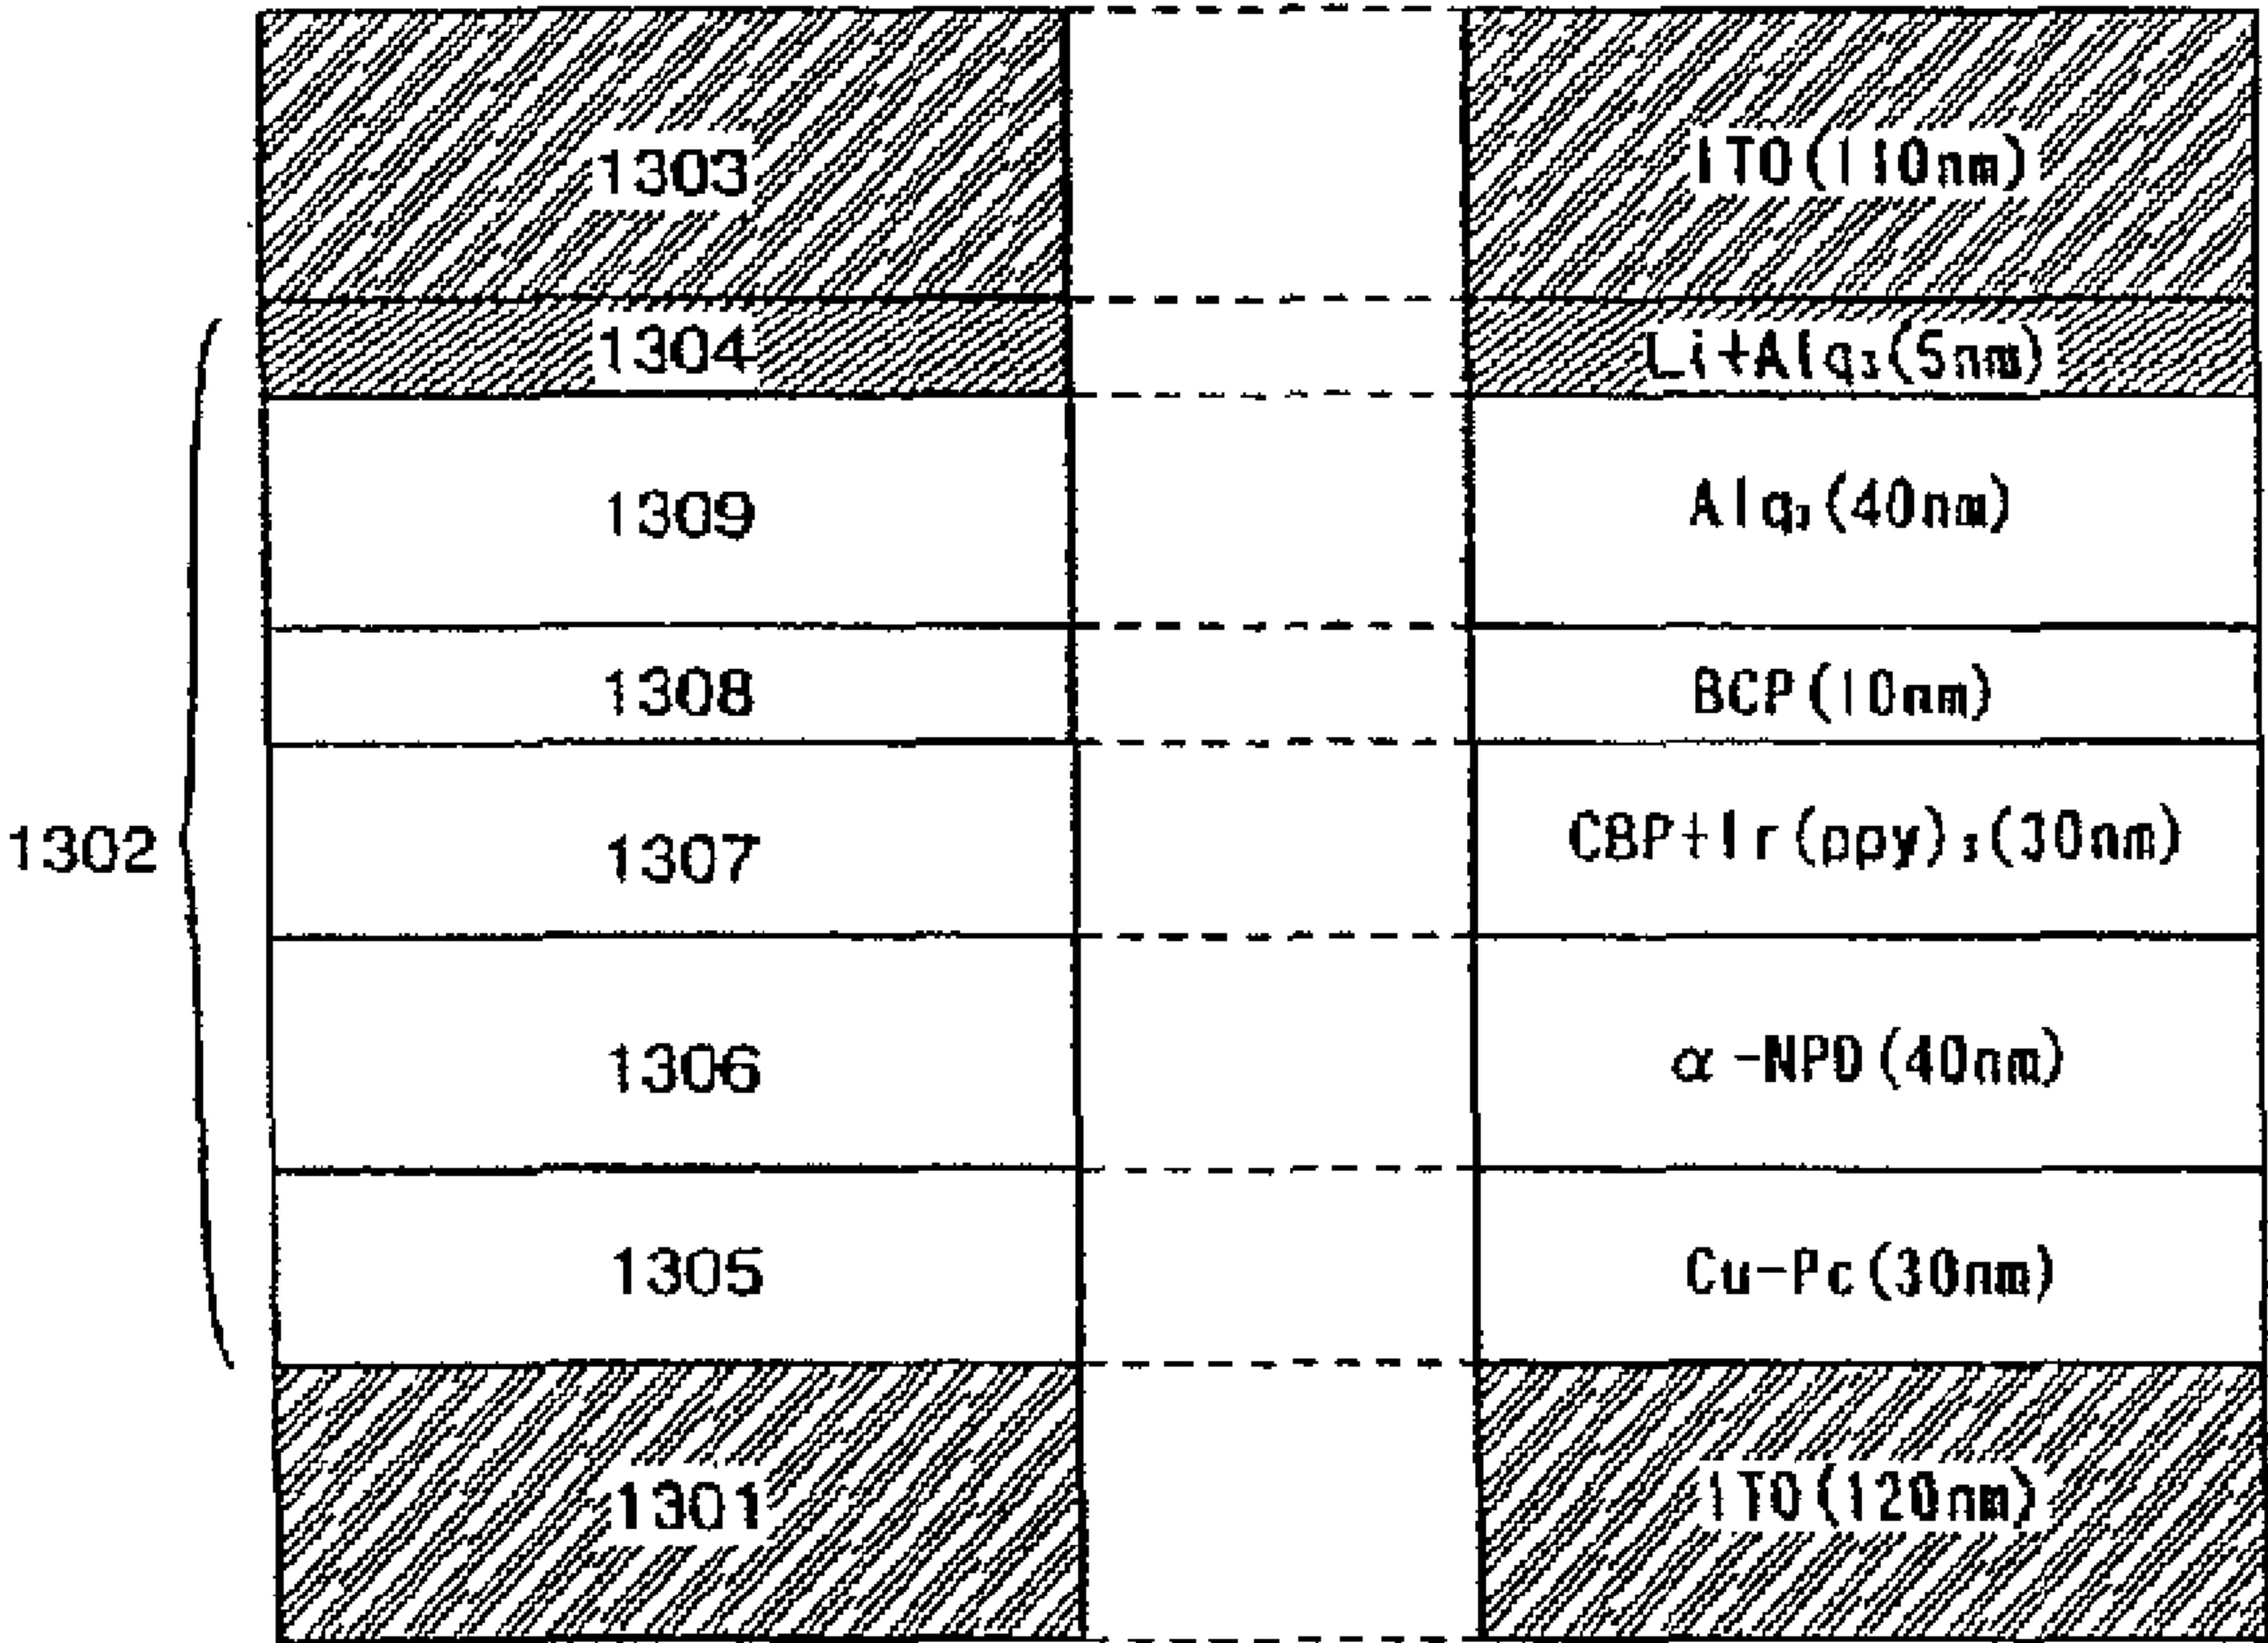 1303 ITO(110nm)
1304 Li+Alq₃(5nm)
1309 Alq₃(40nm)
1308 BCP(10nm)
1302
1307 CBP+Ir(ppy)₃(30nm)
1306 α-NPD(40nm)
1305 Cu-Pc(30nm)
1301 ITO(120nm)